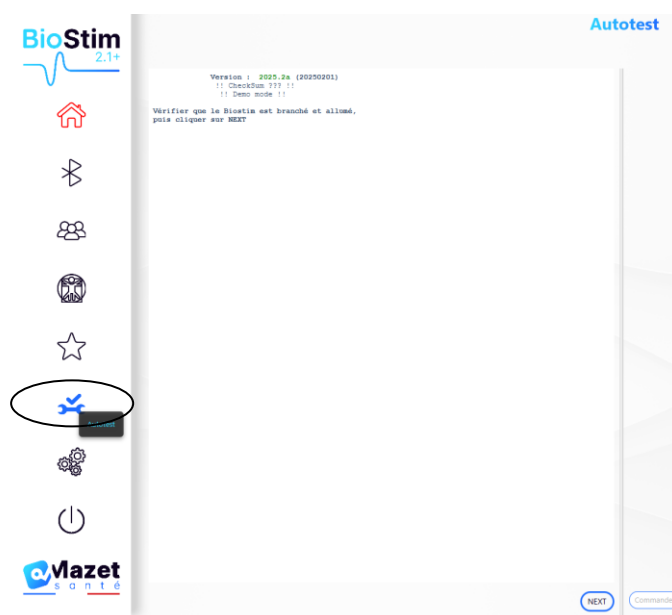 BioStim
2.1+
Autotest
Version : 2025.2a (20250201)
!! CheckSum ??? !!
!! Demo mode !!
Vérifier que le Biostim est branché et allumé,
puis cliquer sur NEXT
Autotest
Mazet
santé
NEXT
Commande